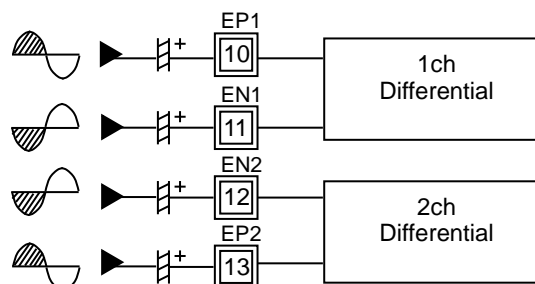 EP1
+
10
1ch
Differential
EN1
+
11
EN2
+
12
2ch
Differential
EP2
+
13